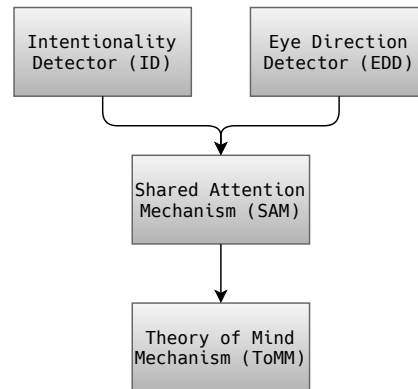 Intentionality
Detector (ID)
Eye Direction
Detector (EDD)
Shared Attention
Mechanism (SAM)
Theory of Mind
Mechanism (ToMM)